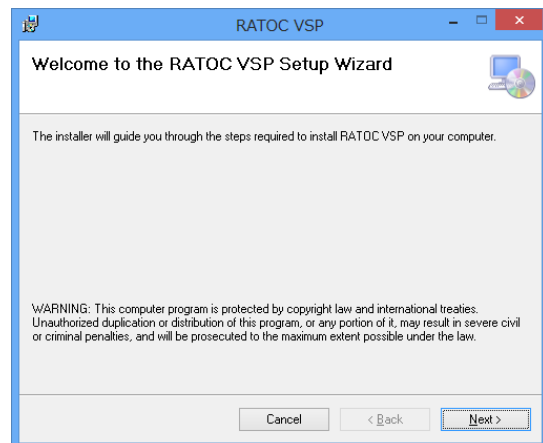 RATOC VSP
Welcome to the RATOC VSP Setup Wizard
The installer will guide you through the steps required to install RATOC VSP on your computer.
WARNING: This computer program is protected by copyright law and international treaties.
Unauthorized duplication or distribution of this program, or any portion of it, may result in severe civil
or criminal penalties, and will be prosecuted to the maximum extent possible under the law.
Cancel
< Back
Next >